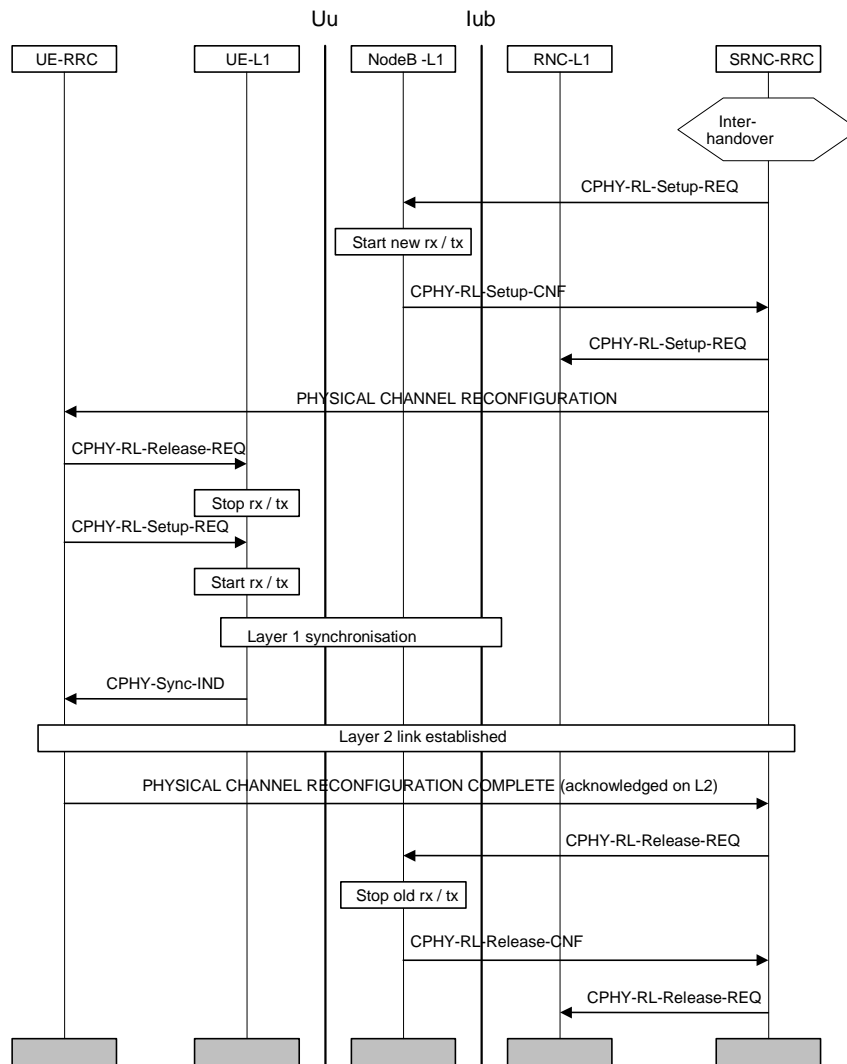 Uu
Iub
UE-RRC
UE-L1
NodeB -L1
RNC-L1
SRNC-RRC
Inter-
handover
CPHY-RL-Setup-REQ
Start new rx / tx
CPHY-RL-Setup-CNF
CPHY-RL-Setup-REQ
PHYSICAL CHANNEL RECONFIGURATION
CPHY-RL-Release-REQ
Stop rx / tx
CPHY-RL-Setup-REQ
Start rx / tx
Layer 1 synchronisation
CPHY-Sync-IND
Layer 2 link established
PHYSICAL CHANNEL RECONFIGURATION COMPLETE (acknowledged on L2)
CPHY-RL-Release-REQ
Stop old rx / tx
CPHY-RL-Release-CNF
CPHY-RL-Release-REQ